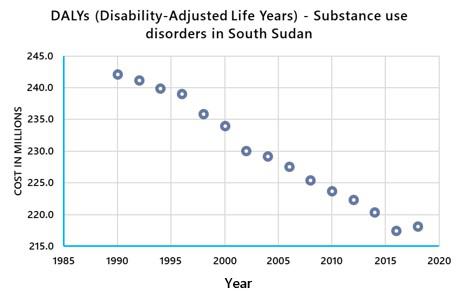 DALYs (Disability-Adjusted Life Years) - Substance use
disorders in South Sudan
COST IN MILLIONS
245.0
240.0
235.0
230.0
225.0
220.0
215.0
1985 1990 1995 2000 2005 2010 2015 2020
Year